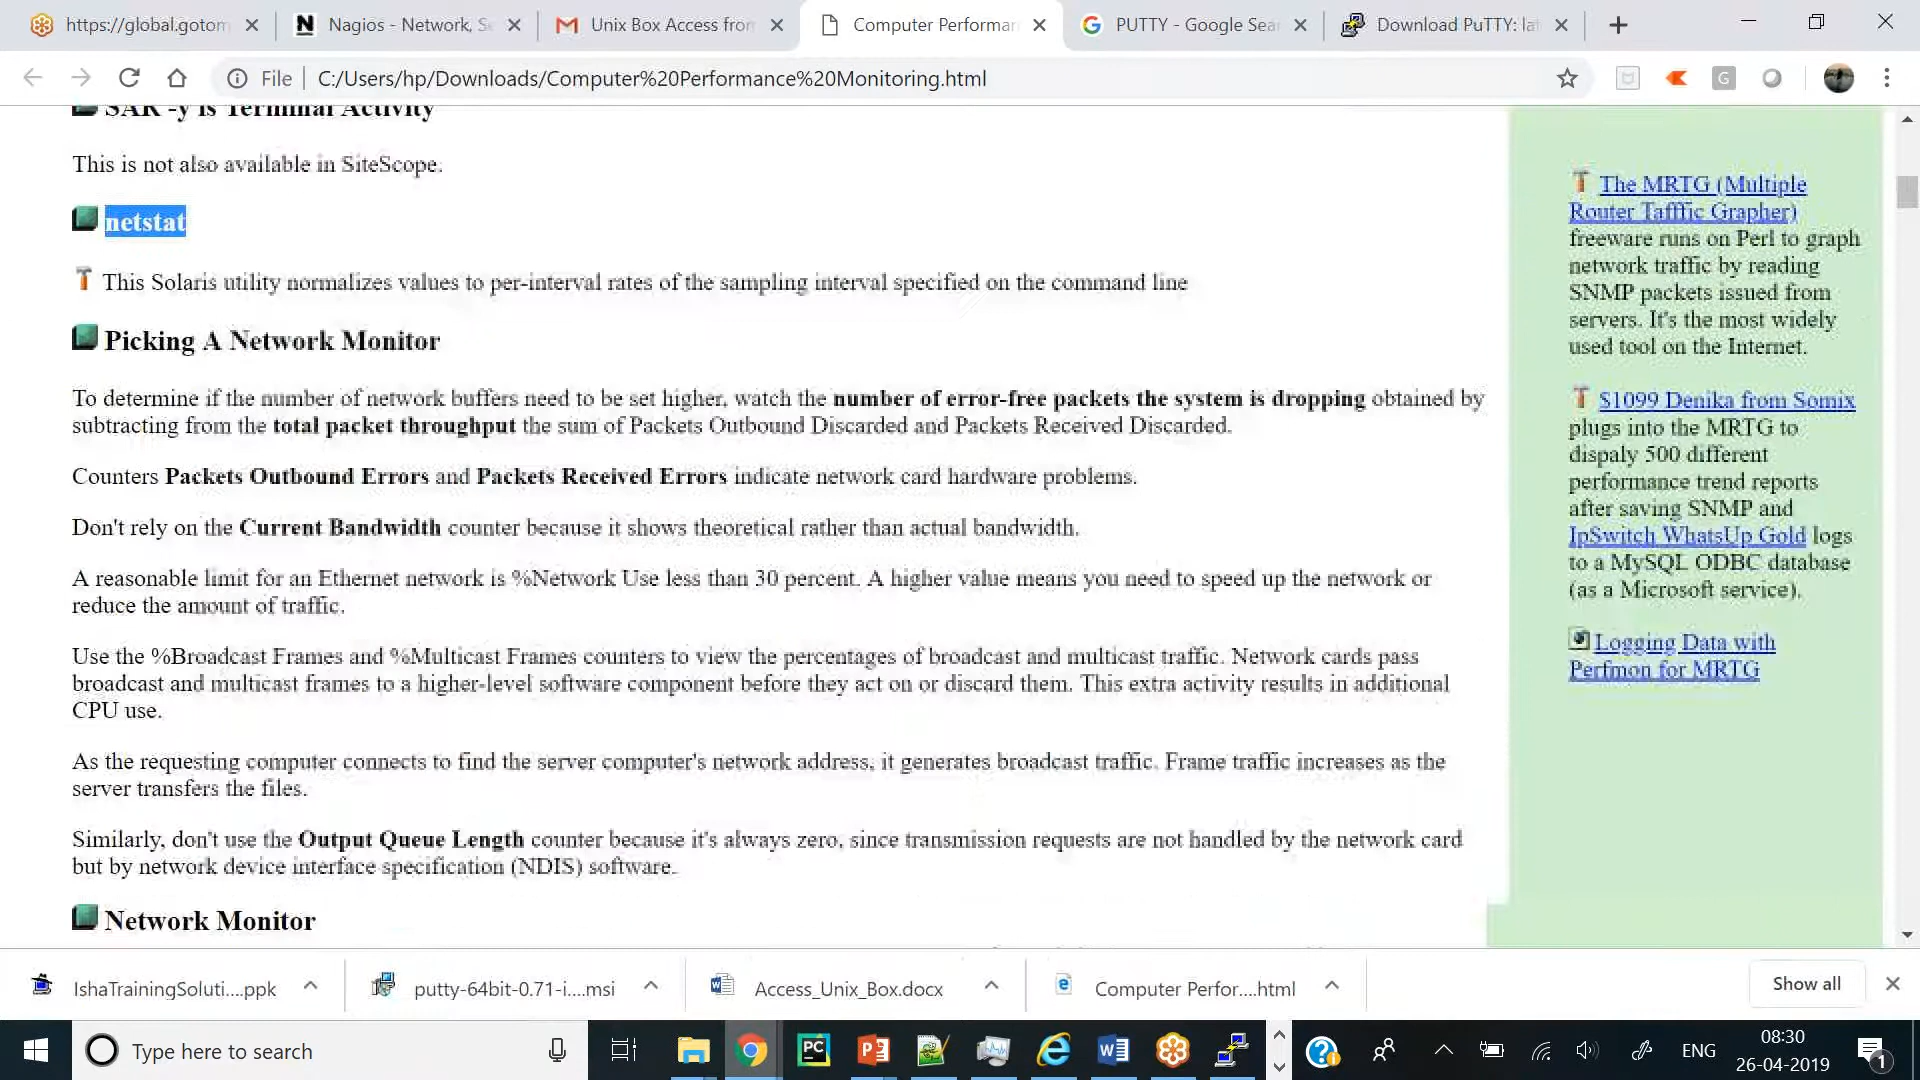 https://global.gotom
Nagios - Network, Se
Unix Box Access from
Computer Performan
PUTTY - Google Sear
Download PuTTY: lat
File
C:/Users/hp/Downloads/Computer%20Performance%20Monitoring.html
SAR -y is Terminal Activity
This is not also available in SiteScope.
netstat
This Solaris utility normalizes values to per-interval rates of the sampling interval specified on the command line
Picking A Network Monitor
To determine if the number of network buffers need to be set higher, watch the number of error-free packets the system is dropping obtained by
subtracting from the total packet throughput the sum of Packets Outbound Discarded and Packets Received Discarded.
Counters Packets Outbound Errors and Packets Received Errors indicate network card hardware problems.
Don't rely on the Current Bandwidth counter because it shows theoretical rather than actual bandwidth.
A reasonable limit for an Ethernet network is %Network Use less than 30 percent. A higher value means you need to speed up the network or
reduce the amount of traffic.
Use the %Broadcast Frames and %Multicast Frames counters to view the percentages of broadcast and multicast traffic. Network cards pass
broadcast and multicast frames to a higher-level software component before they act on or discard them. This extra activity results in additional
CPU use.
As the requesting computer connects to find the server computer's network address, it generates broadcast traffic. Frame traffic increases as the
server transfers the files.
Similarly, don't use the Output Queue Length counter because it's always zero, since transmission requests are not handled by the network card
but by network device interface specification (NDIS) software.
Network Monitor
The MRTG (Multiple
Router Tafffic Grapher)
freeware runs on Perl to graph
network traffic by reading
SNMP packets issued from
servers. It's the most widely
used tool on the Internet.
$1099 Denika from Somix
plugs into the MRTG to
dispaly 500 different
performance trend reports
after saving SNMP and
IpSwitch WhatsUp Gold logs
to a MySQL ODBC database
(as a Microsoft service).
Logging Data with
Perfmon for MRTG
IshaTrainingSoluti....ppk
putty-64bit-0.71-i....msi
Access_Unix_Box.docx
Computer Perfor....html
Show all
Type here to search
ENG
08:30
26-04-2019
1